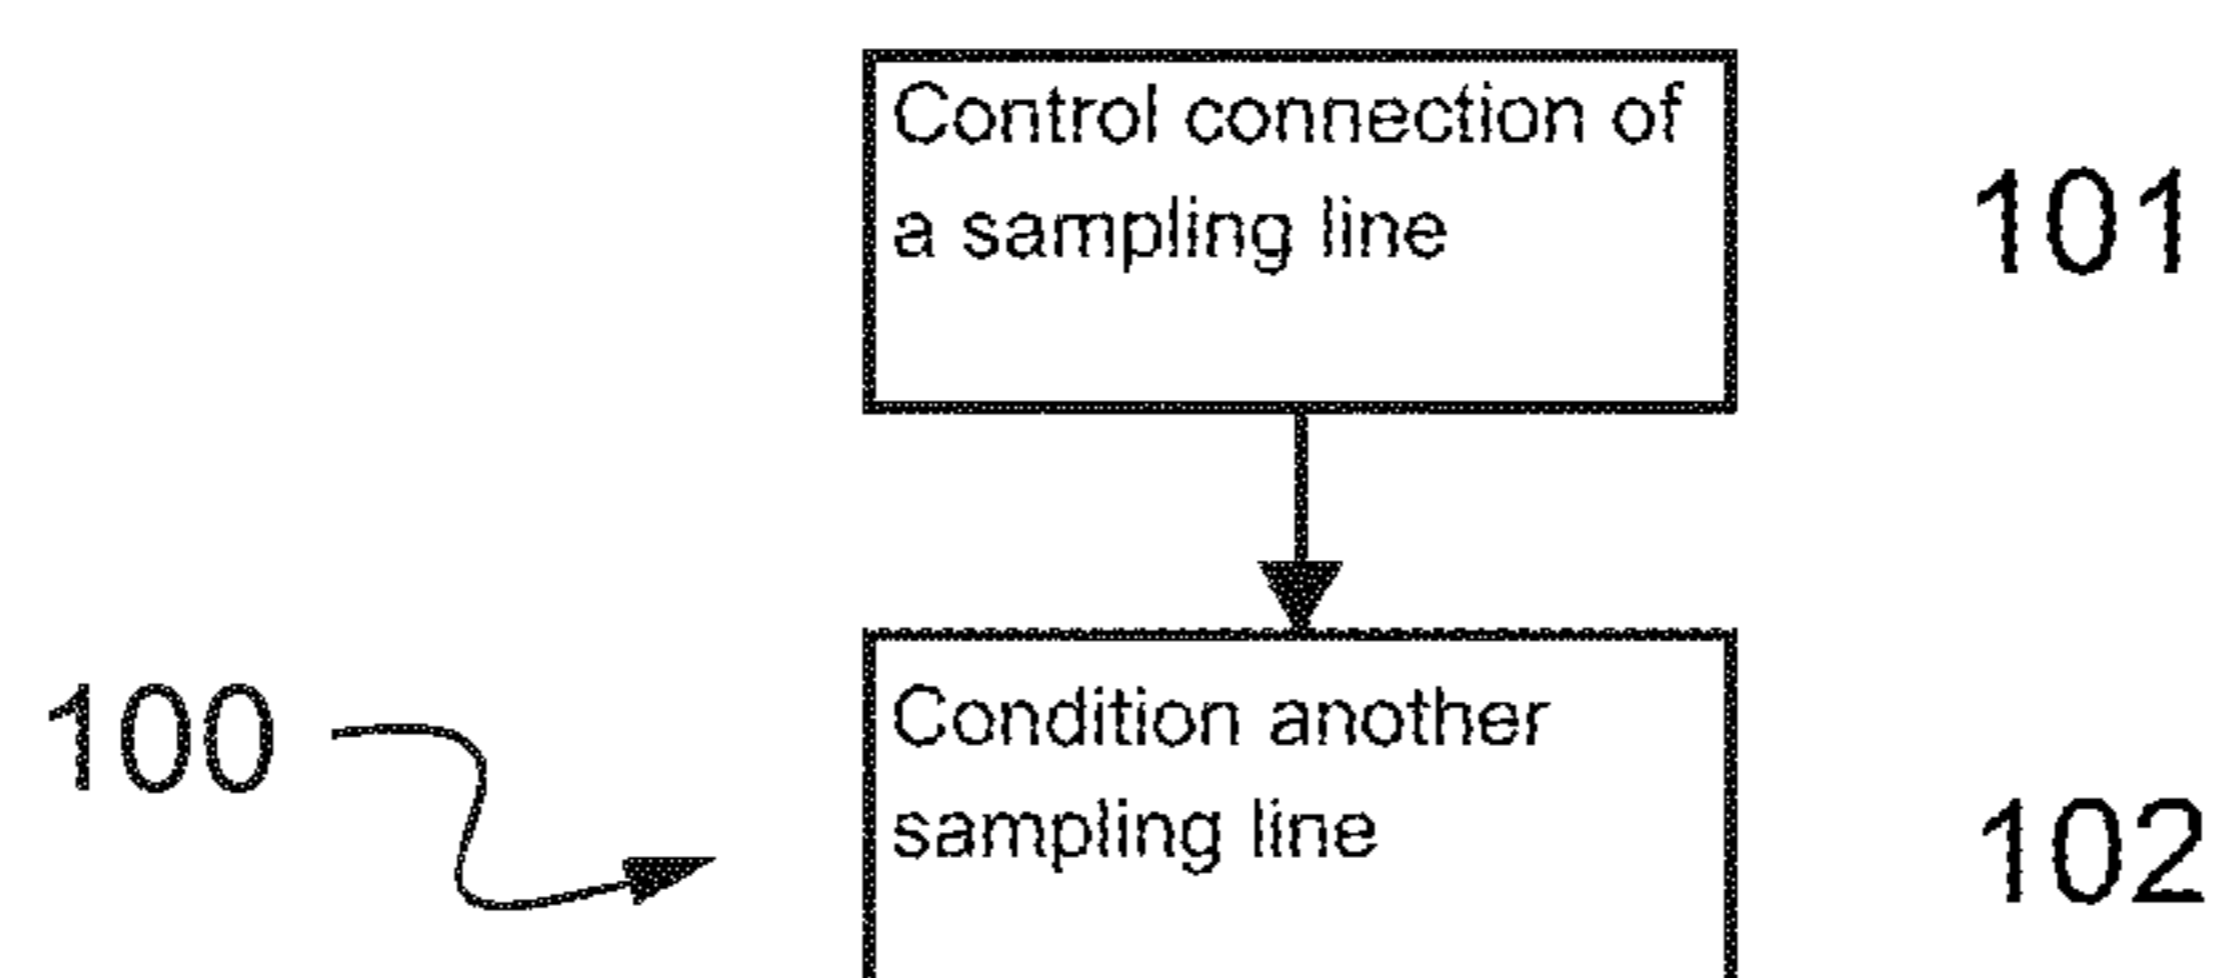 Control connection of
a sampling line
101
100
Condition another
sampling line
102